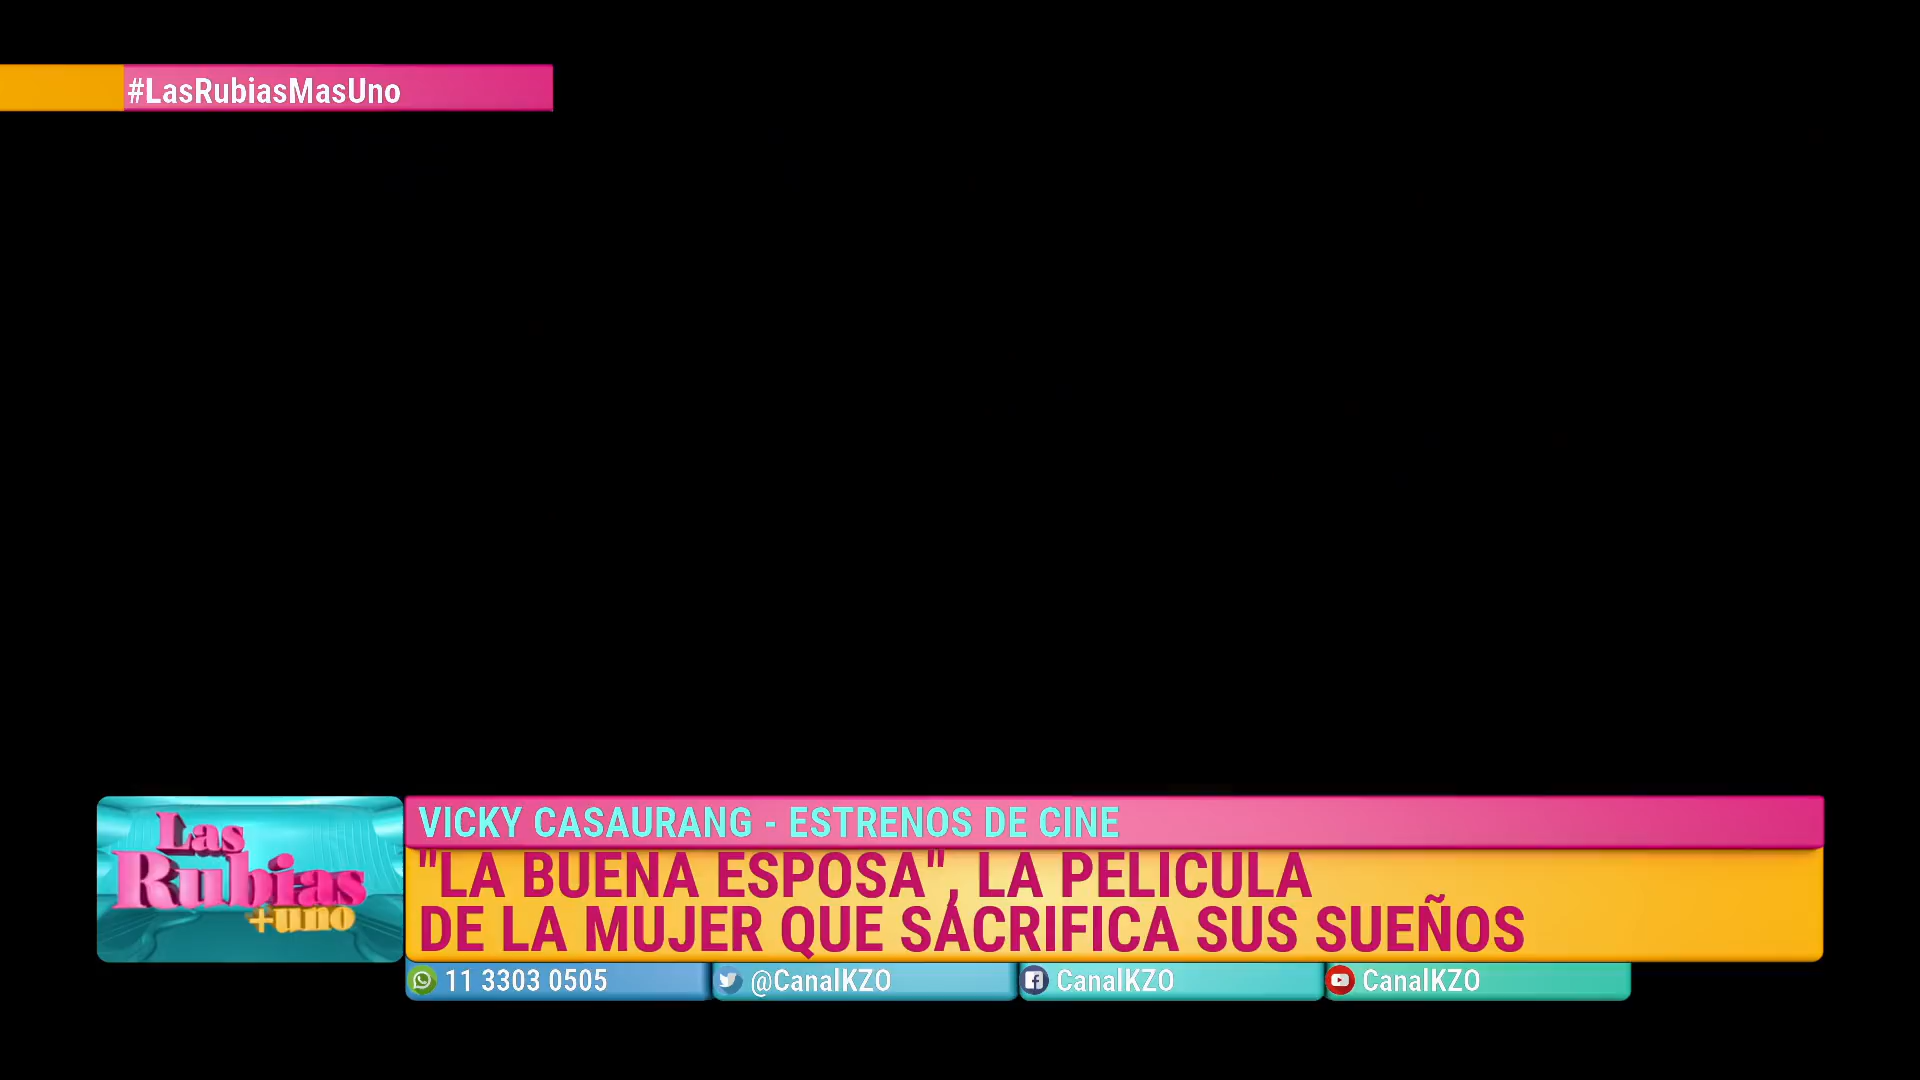 #LasRubiasMasUno
Las
Rubias
+uno
VICKY CASAURANG - ESTRENOS DE CINE
"LA BUENA ESPOSA", LA PELICULA
DE LA MUJER QUE SACRIFICA SUS SUEÑOS
11 3303 0505
@CanalKZO
CanalKZO
CanalKZO